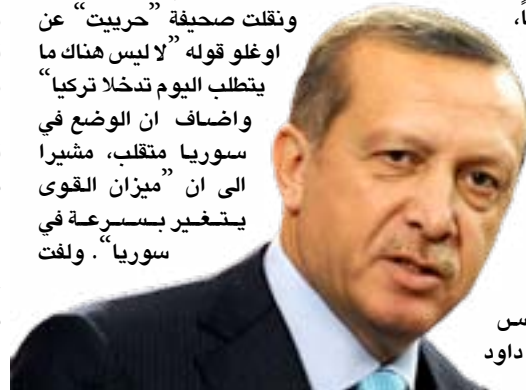 ونقلت صحيفة ”حرييت“ عن
اوغلو قوله ”لا ليس هناك ما
يتطلب اليوم تدخلا تركيا“
واضاف ان الوضع في
سوريا متقلب، مشيرا
الى ان ”ميزان القوى
يتغير بسرعة في
سوريا“. ولفت
داود